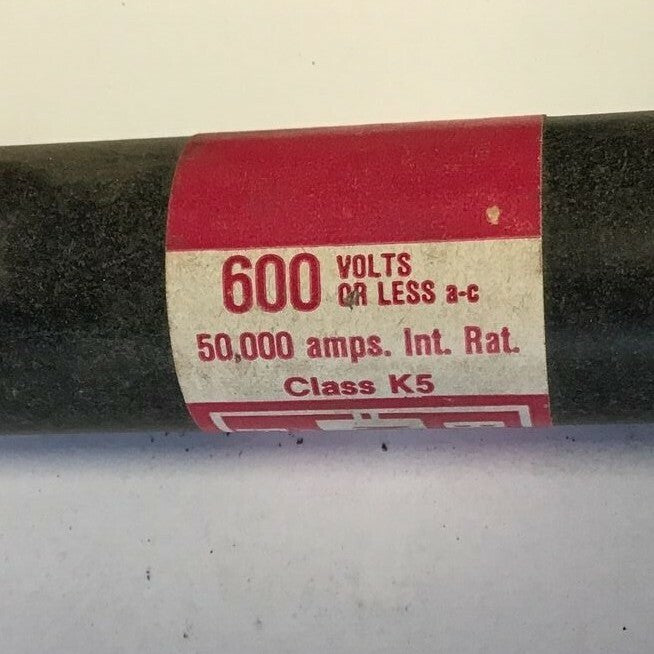 600 VOLTS
OR LESS a-c
50,000 amps. Int. Rat.
Class K5